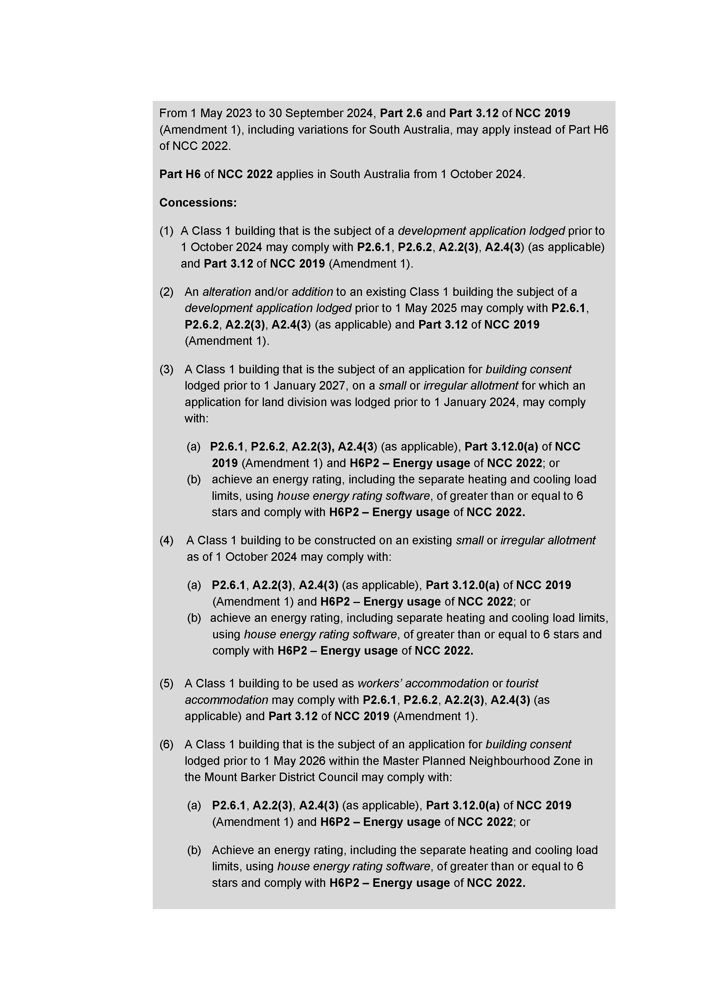 From 1 May 2023 to 30 September 2024, Part 2.6 and Part 3.12 of NCC 2019
(Amendment 1), including variations for South Australia, may apply instead of Part H6
of NCC 2022.
Part H6 of NCC 2022 applies in South Australia from 1 October 2024.
Concessions:
(1) A Class 1 building that is the subject of a development application lodged prior to
1 October 2024 may comply with P2.6.1, P2.6.2, A2.2(3), A2.4(3) (as applicable)
and Part 3.12 of NCC 2019 (Amendment 1).
(2) An alteration and/or addition to an existing Class 1 building the subject of a
development application lodged prior to 1 May 2025 may comply with P2.6.1,
P2.6.2, A2.2(3), A2.4(3) (as applicable) and Part 3.12 of NCC 2019
(Amendment 1).
(3) A Class 1 building that is the subject of an application for building consent
lodged prior to 1 January 2027, on a small or irregular allotment for which an
application for land division was lodged prior to 1 January 2024, may comply
with:
(a) P2.6.1, P2.6.2, A2.2(3), A2.4(3) (as applicable), Part 3.12.0(a) of NCC
2019 (Amendment 1) and H6P2 – Energy usage of NCC 2022; or
(b) achieve an energy rating, including the separate heating and cooling load
limits, using house energy rating software, of greater than or equal to 6
stars and comply with H6P2 – Energy usage of NCC 2022.
(4) A Class 1 building to be constructed on an existing small or irregular allotment
as of 1 October 2024 may comply with:
(a) P2.6.1, A2.2(3), A2.4(3) (as applicable), Part 3.12.0(a) of NCC 2019
(Amendment 1) and H6P2 – Energy usage of NCC 2022; or
(b) achieve an energy rating, including separate heating and cooling load limits,
using house energy rating software, of greater than or equal to 6 stars and
comply with H6P2 – Energy usage of NCC 2022.
(5) A Class 1 building to be used as workers’ accommodation or tourist
accommodation may comply with P2.6.1, P2.6.2, A2.2(3), A2.4(3) (as
applicable) and Part 3.12 of NCC 2019 (Amendment 1).
(6) A Class 1 building that is the subject of an application for building consent
lodged prior to 1 May 2026 within the Master Planned Neighbourhood Zone in
the Mount Barker District Council may comply with:
(a) P2.6.1, A2.2(3), A2.4(3) (as applicable), Part 3.12.0(a) of NCC 2019
(Amendment 1) and H6P2 – Energy usage of NCC 2022; or
(b) Achieve an energy rating, including the separate heating and cooling load
limits, using house energy rating software, of greater than or equal to 6
stars and comply with H6P2 – Energy usage of NCC 2022.